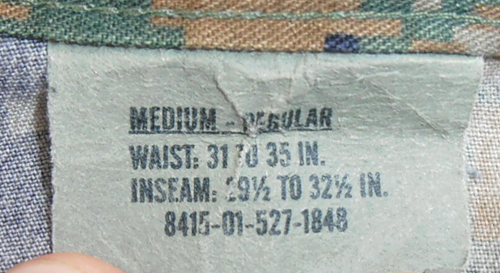 MEDIUM - REGULAR
WAIST: 31 TO 35 IN.
INSEAM: 29½ TO 32½ IN.
8415-01-527-1848